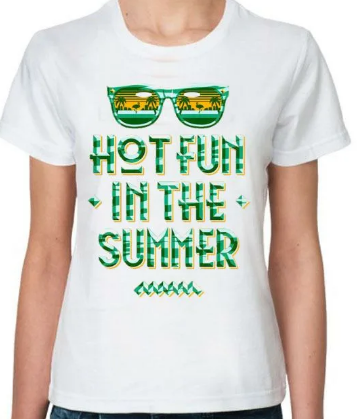 HOT FUN
IN THE
SUMMER